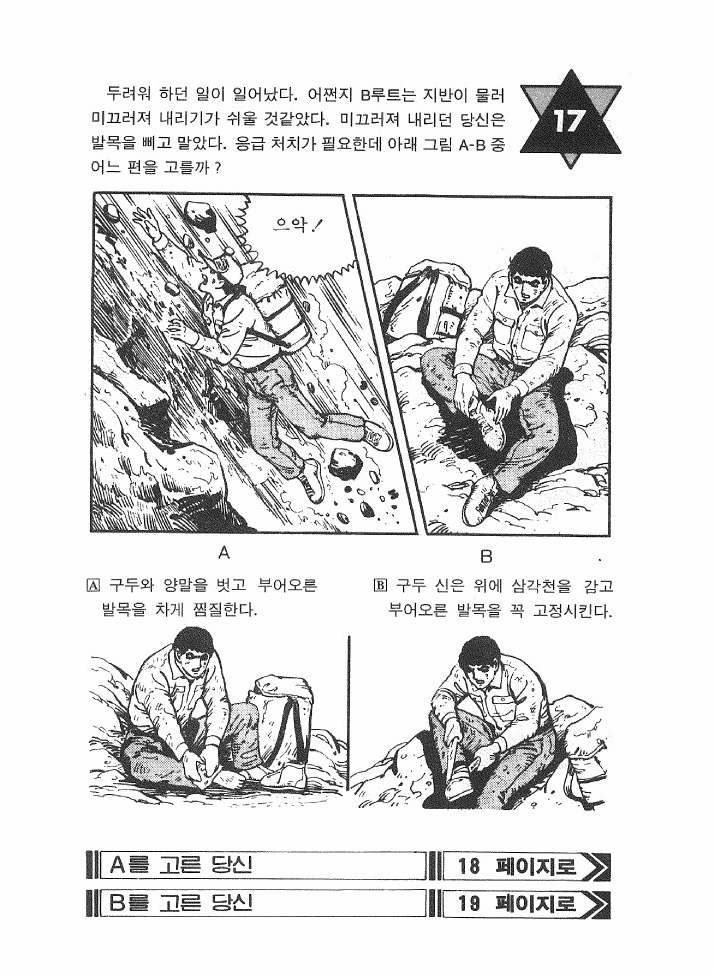 두려워 하던 일이 일어났다. 어쩐지 B루트는 지반이 물러
미끄러져 내리기가 쉬울 것같았다. 미끄러져 내리던 당신은
발목을 삐고 말았다. 응급 처치가 필요한데 아래 그림 A-B 중
어느 편을 고를까?
17
으악!
A
B
A 구두와 양말을 벗고 부어오른
발목을 차게 찜질한다.
B 구두 신은 위에 삼각천을 감고
부어오른 발목을 꼭 고정시킨다.
A를 고른 당신
18 페이지로
B를 고른 당신
19 페이지로